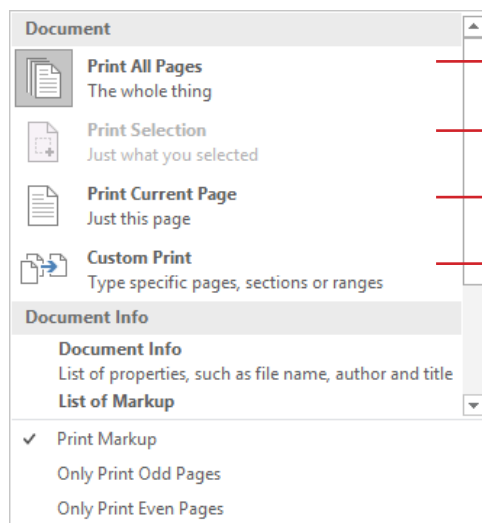 Document
Print All Pages
The whole thing
Print Selection
Just what you selected
Print Current Page
Just this page
Custom Print
Type specific pages, sections or ranges
Document Info
Document Info
List of properties, such as file name, author and title
List of Markup
Print Markup
Only Print Odd Pages
Only Print Even Pages